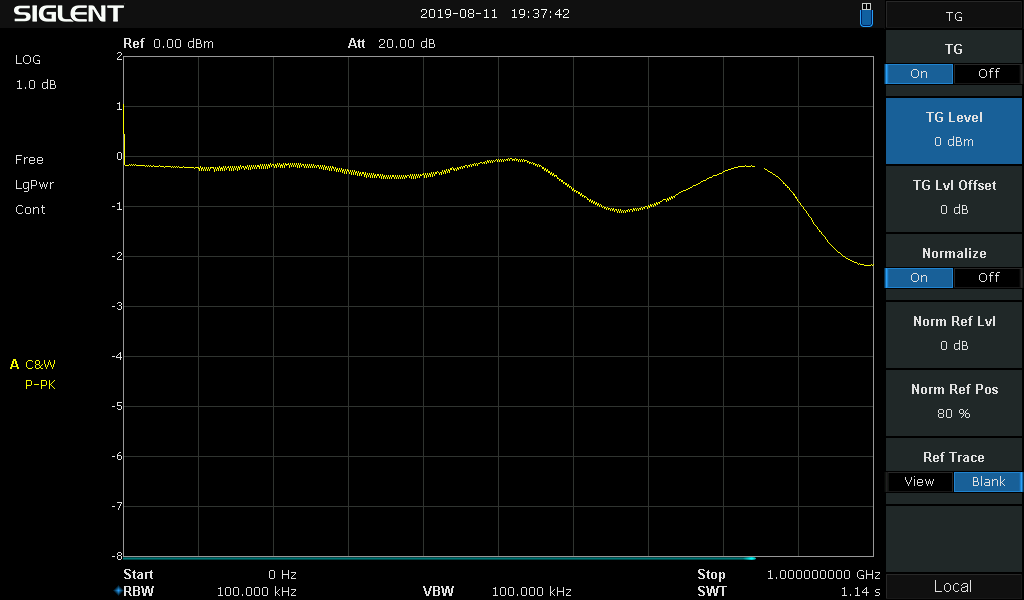 SIGLENT
2019-08-11 19:37:42
Ref 0.00 dBm Att 20.00 dB
LOG
1.0 dB
Free
LgPwr
Cont
A C&W
P-PK
2
1
0
-1
-2
-3
-4
-5
-6
-7
-8
Start 0 Hz Stop 1.000000000 GHz
RBW 100.000 kHz VBW 100.000 kHz SWT 1.14 s
TG
TG
On Off
TG Level
0 dBm
TG Lvl Offset
0 dB
Normalize
On Off
Norm Ref Lvl
0 dB
Norm Ref Pos
80 %
Ref Trace
View Blank
Local